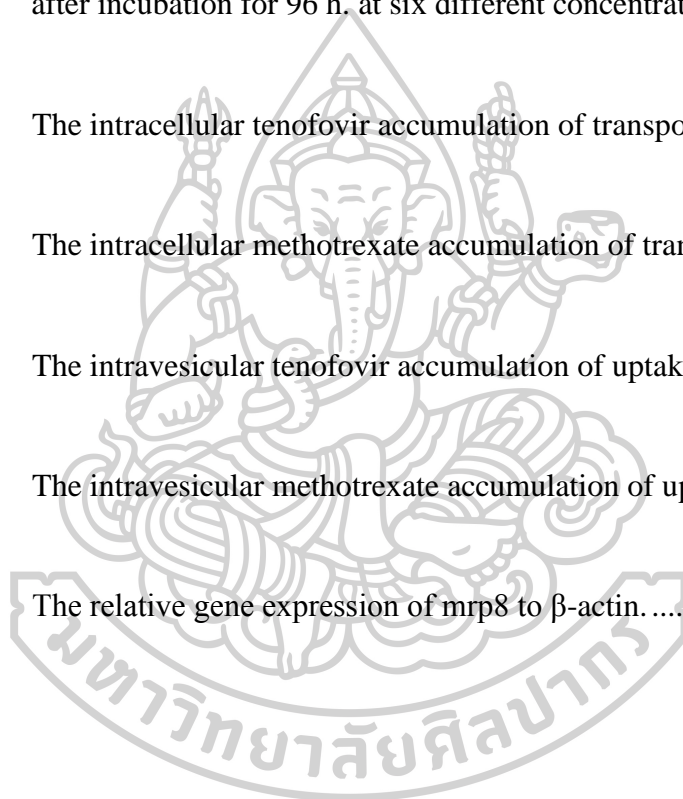 after incubation for 96 h. at six different concentrat
The intracellular tenofovir accumulation of transpo
The intracellular methotrexate accumulation of tran
The intravesicular tenofovir accumulation of uptak
The intravesicular methotrexate accumulation of up
The relative gene expression of mrp8 to β-actin. ....
มหาวิทยาลัยศิลปากร